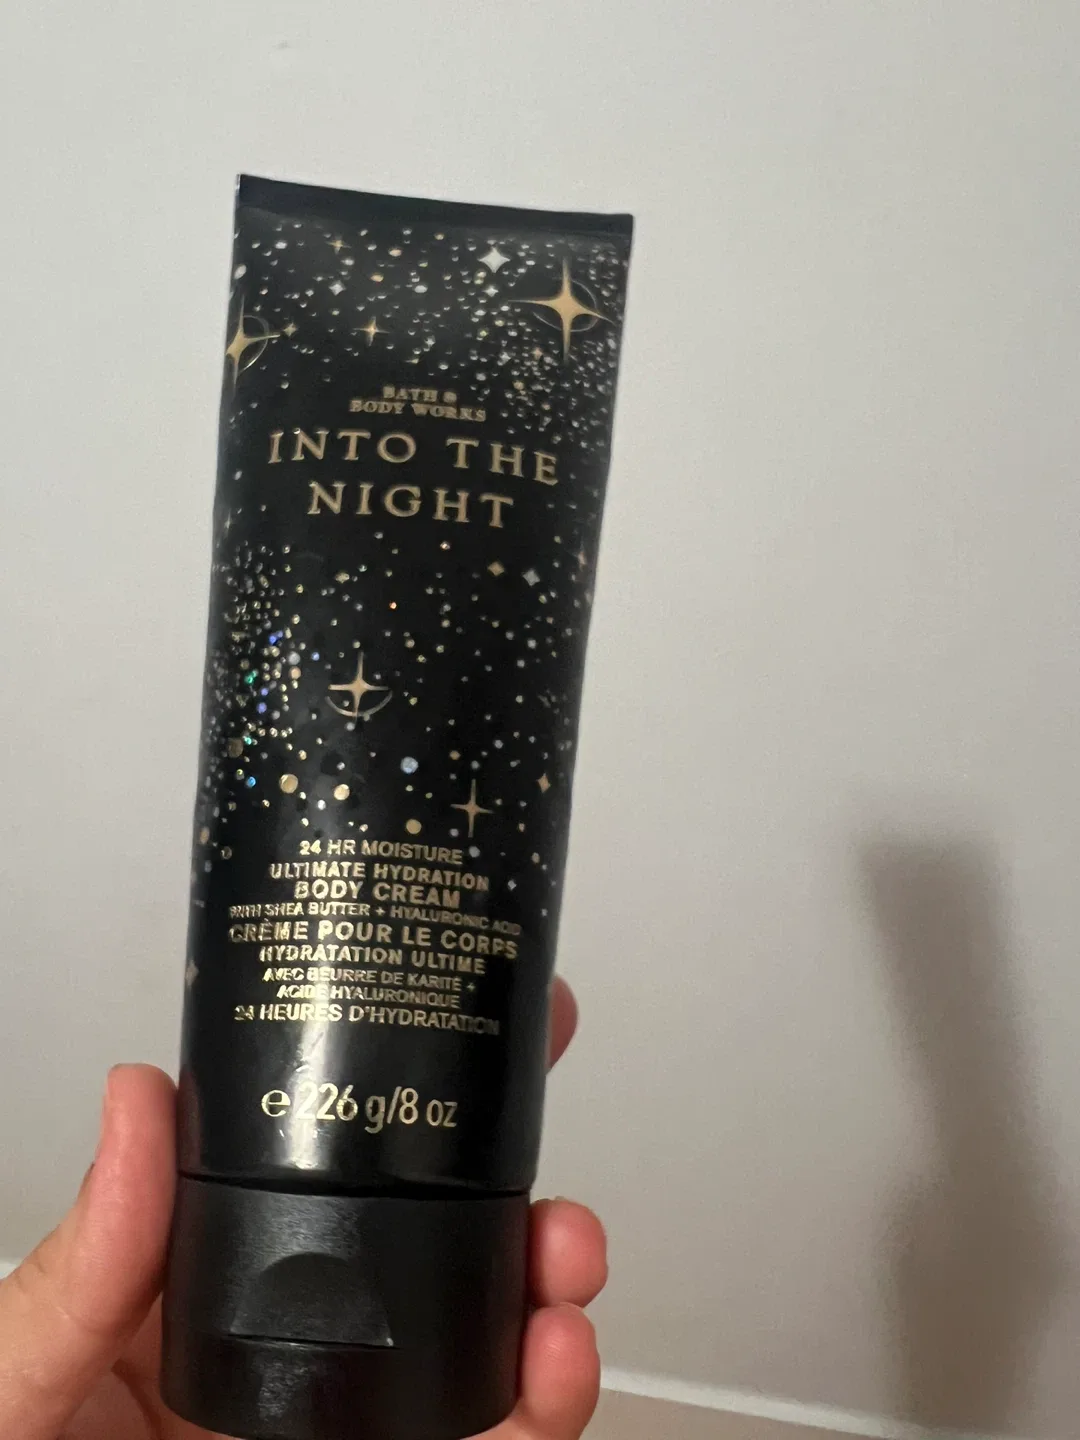 BATH &
BODY WORKS
INTO THE
NIGHT
24 HR MOISTURE
ULTIMATE HYDRATION
BODY CREAM
WITH SHEA BUTTER + HYALURONIC ACID
CRÈME POUR LE CORPS
HYDRATATION ULTIME
AVEC BEURRE DE KARITÉ +
ACIDE HYALURONIQUE
24 HEURES D'HYDRATATION
e 226 g/8 oz